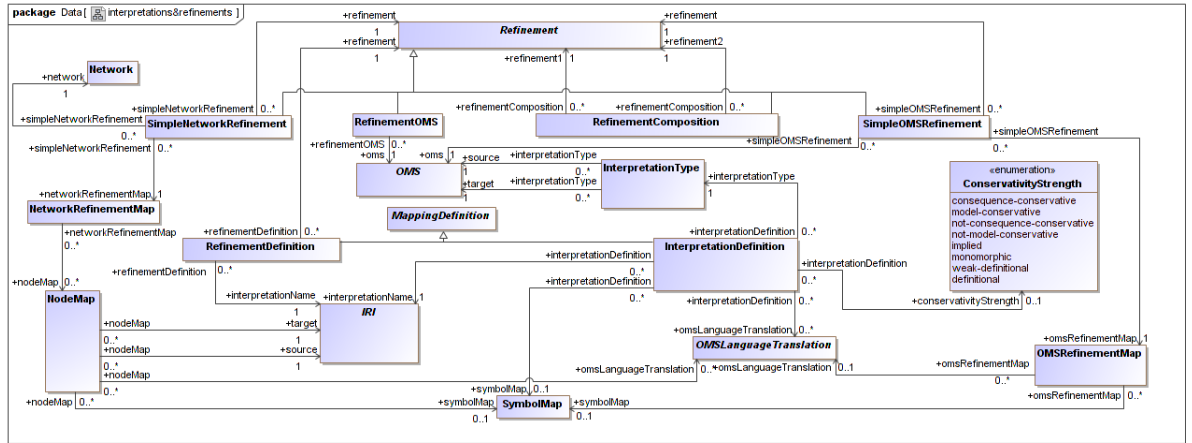 package Data[ interpretations&refinements ]
+refinement
Refinement
+refinement
1
1
+refinement
+refinement2
1
refinement1
1
1
Network
+network
1
+simpleNetworkRefinement
0..*
+refinementComposition
0..*
+refinementComposition
0..*
+simpleOMSRefinement
0..*
+simpleNetworkRefinement
0..*
SimpleNetworkRefinement
RefinementOMS
RefinementComposition
SimpleOMSRefinement
+simpleOMSRefinement
+simpleNetworkRefinement
0..*
+refinementOMS
0..*
+simpleOMSRefinement
0..*
0..*
+oms
1
+oms
1
+source
1
+interpretationType
0..*
OMS
InterpretationType
+target
1
+interpretationType
0..*
+interpretationType
1
«enumeration»
ConservativityStrength
consequence-conservative
model-conservative
not-consequence-conservative
not-model-conservative
implied
monomorphic
weak-definitional
definitional
+networkRefinementMap
1
NetworkRefinementMap
MappingDefinition
+networkRefinementMap
0..*
+refinementDefinition
0..*
+interpretationDefinition
0..*
RefinementDefinition
InterpretationDefinition
+refinementDefinition
0..*
+interpretationDefinition
0..*
+interpretationDefinition
0..*
+interpretationDefinition
0..*
+nodeMap
0..*
NodeMap
+interpretationName
1
+interpretationName
1
IRI
+interpretationDefinition
0..*
+conservativityStrength
0..1
+nodeMap
0..*
+target
1
+nodeMap
0..*
+source
1
+omsLanguageTranslation
0..*
OMSLanguageTranslation
+omsRefinementMap
1
OMSRefinementMap
+nodeMap
0..*
+omsLanguageTranslation
0..*
+omsLanguageTranslation
0..1
+omsRefinementMap
0..*
+nodeMap
0..*
+symbolMap
0..1
+symbolMap
0..1
SymbolMap
+symbolMap
0..1
+omsRefinementMap
0..*